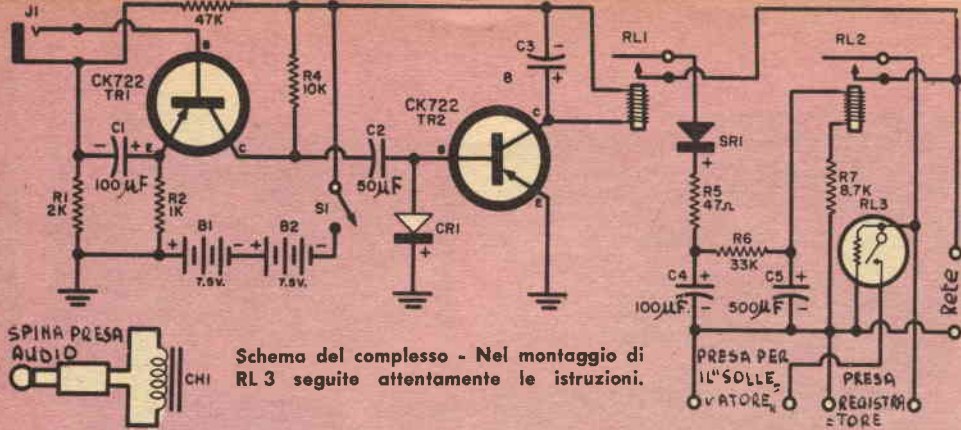 J1
47K
B
CK722
TR1
R4
10K
C1
- +
E
C
100µF
R1
2K
R2
1K
S1
+ B1 - + B2 -
7.5V. 7.5V.
C2
50µF
CR1
+
C3
-
8
+
CK722
TR2
B
C
E
RL1
SR1
+
R5
47Ω
R6
33K
C4
+
100µF
-
C5
+
500µF
-
RL2
R7
8.7K
RL3
Rete
SPINA PRESA
AUDIO
CH1
Schema del complesso - Nel montaggio di
RL 3 seguite attentamente le istruzioni.
PRESA PER
IL "SOLLE=
VATORE"
PRESA
REGISTRA
=TORE